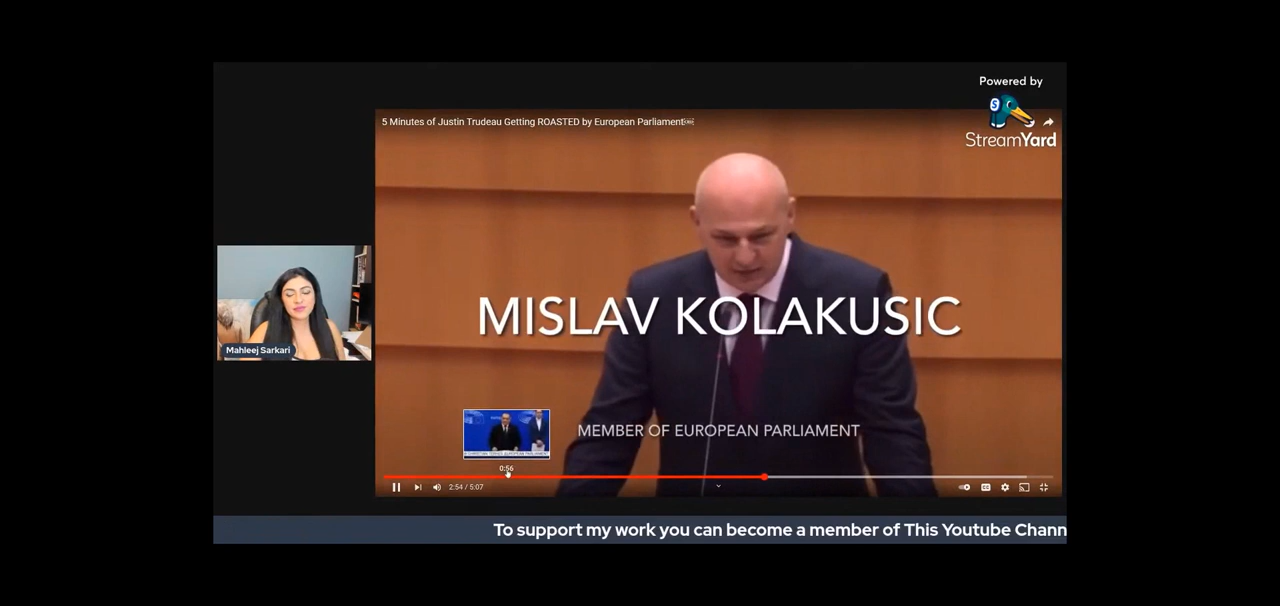 Powered by
StreamYard
5 Minutes of Justin Trudeau Getting ROASTED by European Parliament
MISLAV KOLAKUSIC
Mahleej Sarkari
MEMBER OF EUROPEAN PARLIAMENT
0:56
2:54 / 5:07
CC
To support my work you can become a member of This Youtube Chann